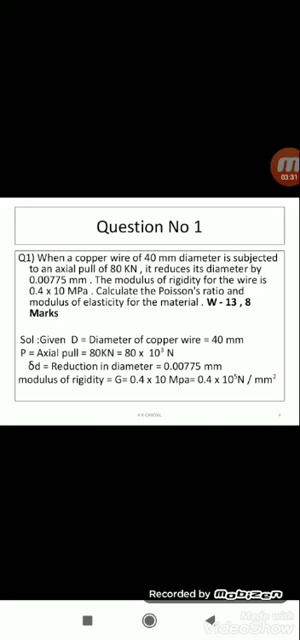 03:31
Question No 1
Q1) When a copper wire of 40 mm diameter is subjected
to an axial pull of 80 KN , it reduces its diameter by
0.00775 mm . The modulus of rigidity for the wire is
0.4 x 10 MPa . Calculate the Poisson's ratio and
modulus of elasticity for the material . W - 13 , 8
Marks
Sol :Given D = Diameter of copper wire = 40 mm
P = Axial pull = 80KN = 80 x 10³ N
δd = Reduction in diameter = 0.00775 mm
modulus of rigidity = G= 0.4 x 10 Mpa= 0.4 x 10⁵N / mm²
Recorded by mobizen
Made with
VideoShow